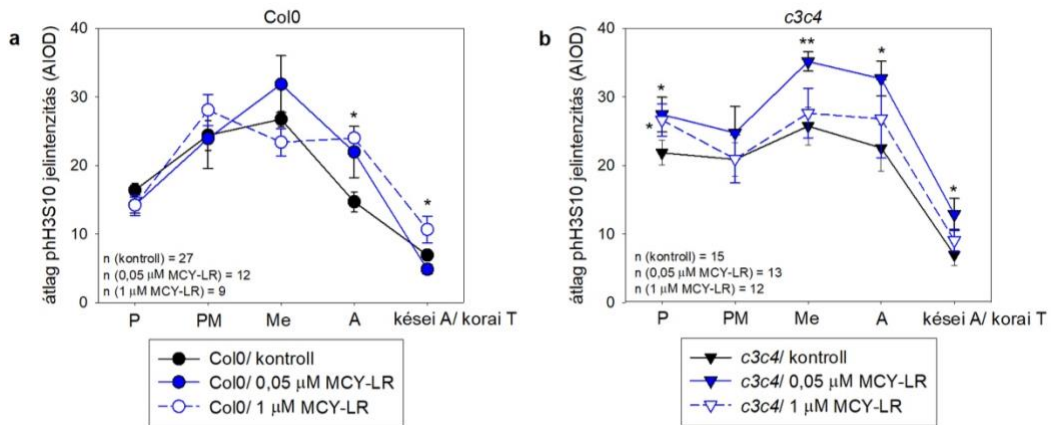 a
Col0
átlag phH3S10 jelintenzitás (AIOD)
40
30
20
10
0
*
*
n (kontroll) = 27
n (0,05 µM MCY-LR) = 12
n (1 µM MCY-LR) = 9
P PM Me A kései A/ korai T
Col0/ kontroll
Col0/ 0,05 µM MCY-LR
Col0/ 1 µM MCY-LR
b
c3c4
átlag phH3S10 jelintenzitás (AIOD)
40
30
20
10
0
**
*
*
*
*
n (kontroll) = 15
n (0,05 µM MCY-LR) = 13
n (1 µM MCY-LR) = 12
P Me A kései A/ korai T
PM
c3c4/ kontroll
c3c4/ 0,05 µM MCY-LR
c3c4/ 1 µM MCY-LR